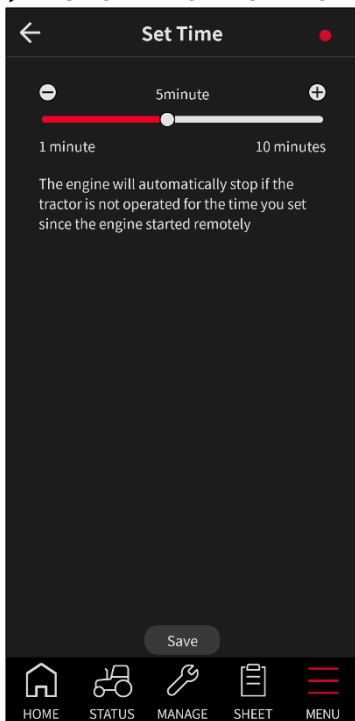 Set Time
5minute
1 minute 10 minutes
The engine will automatically stop if the
tractor is not operated for the time you set
since the engine started remotely
Save
HOME STATUS MANAGE SHEET MENU